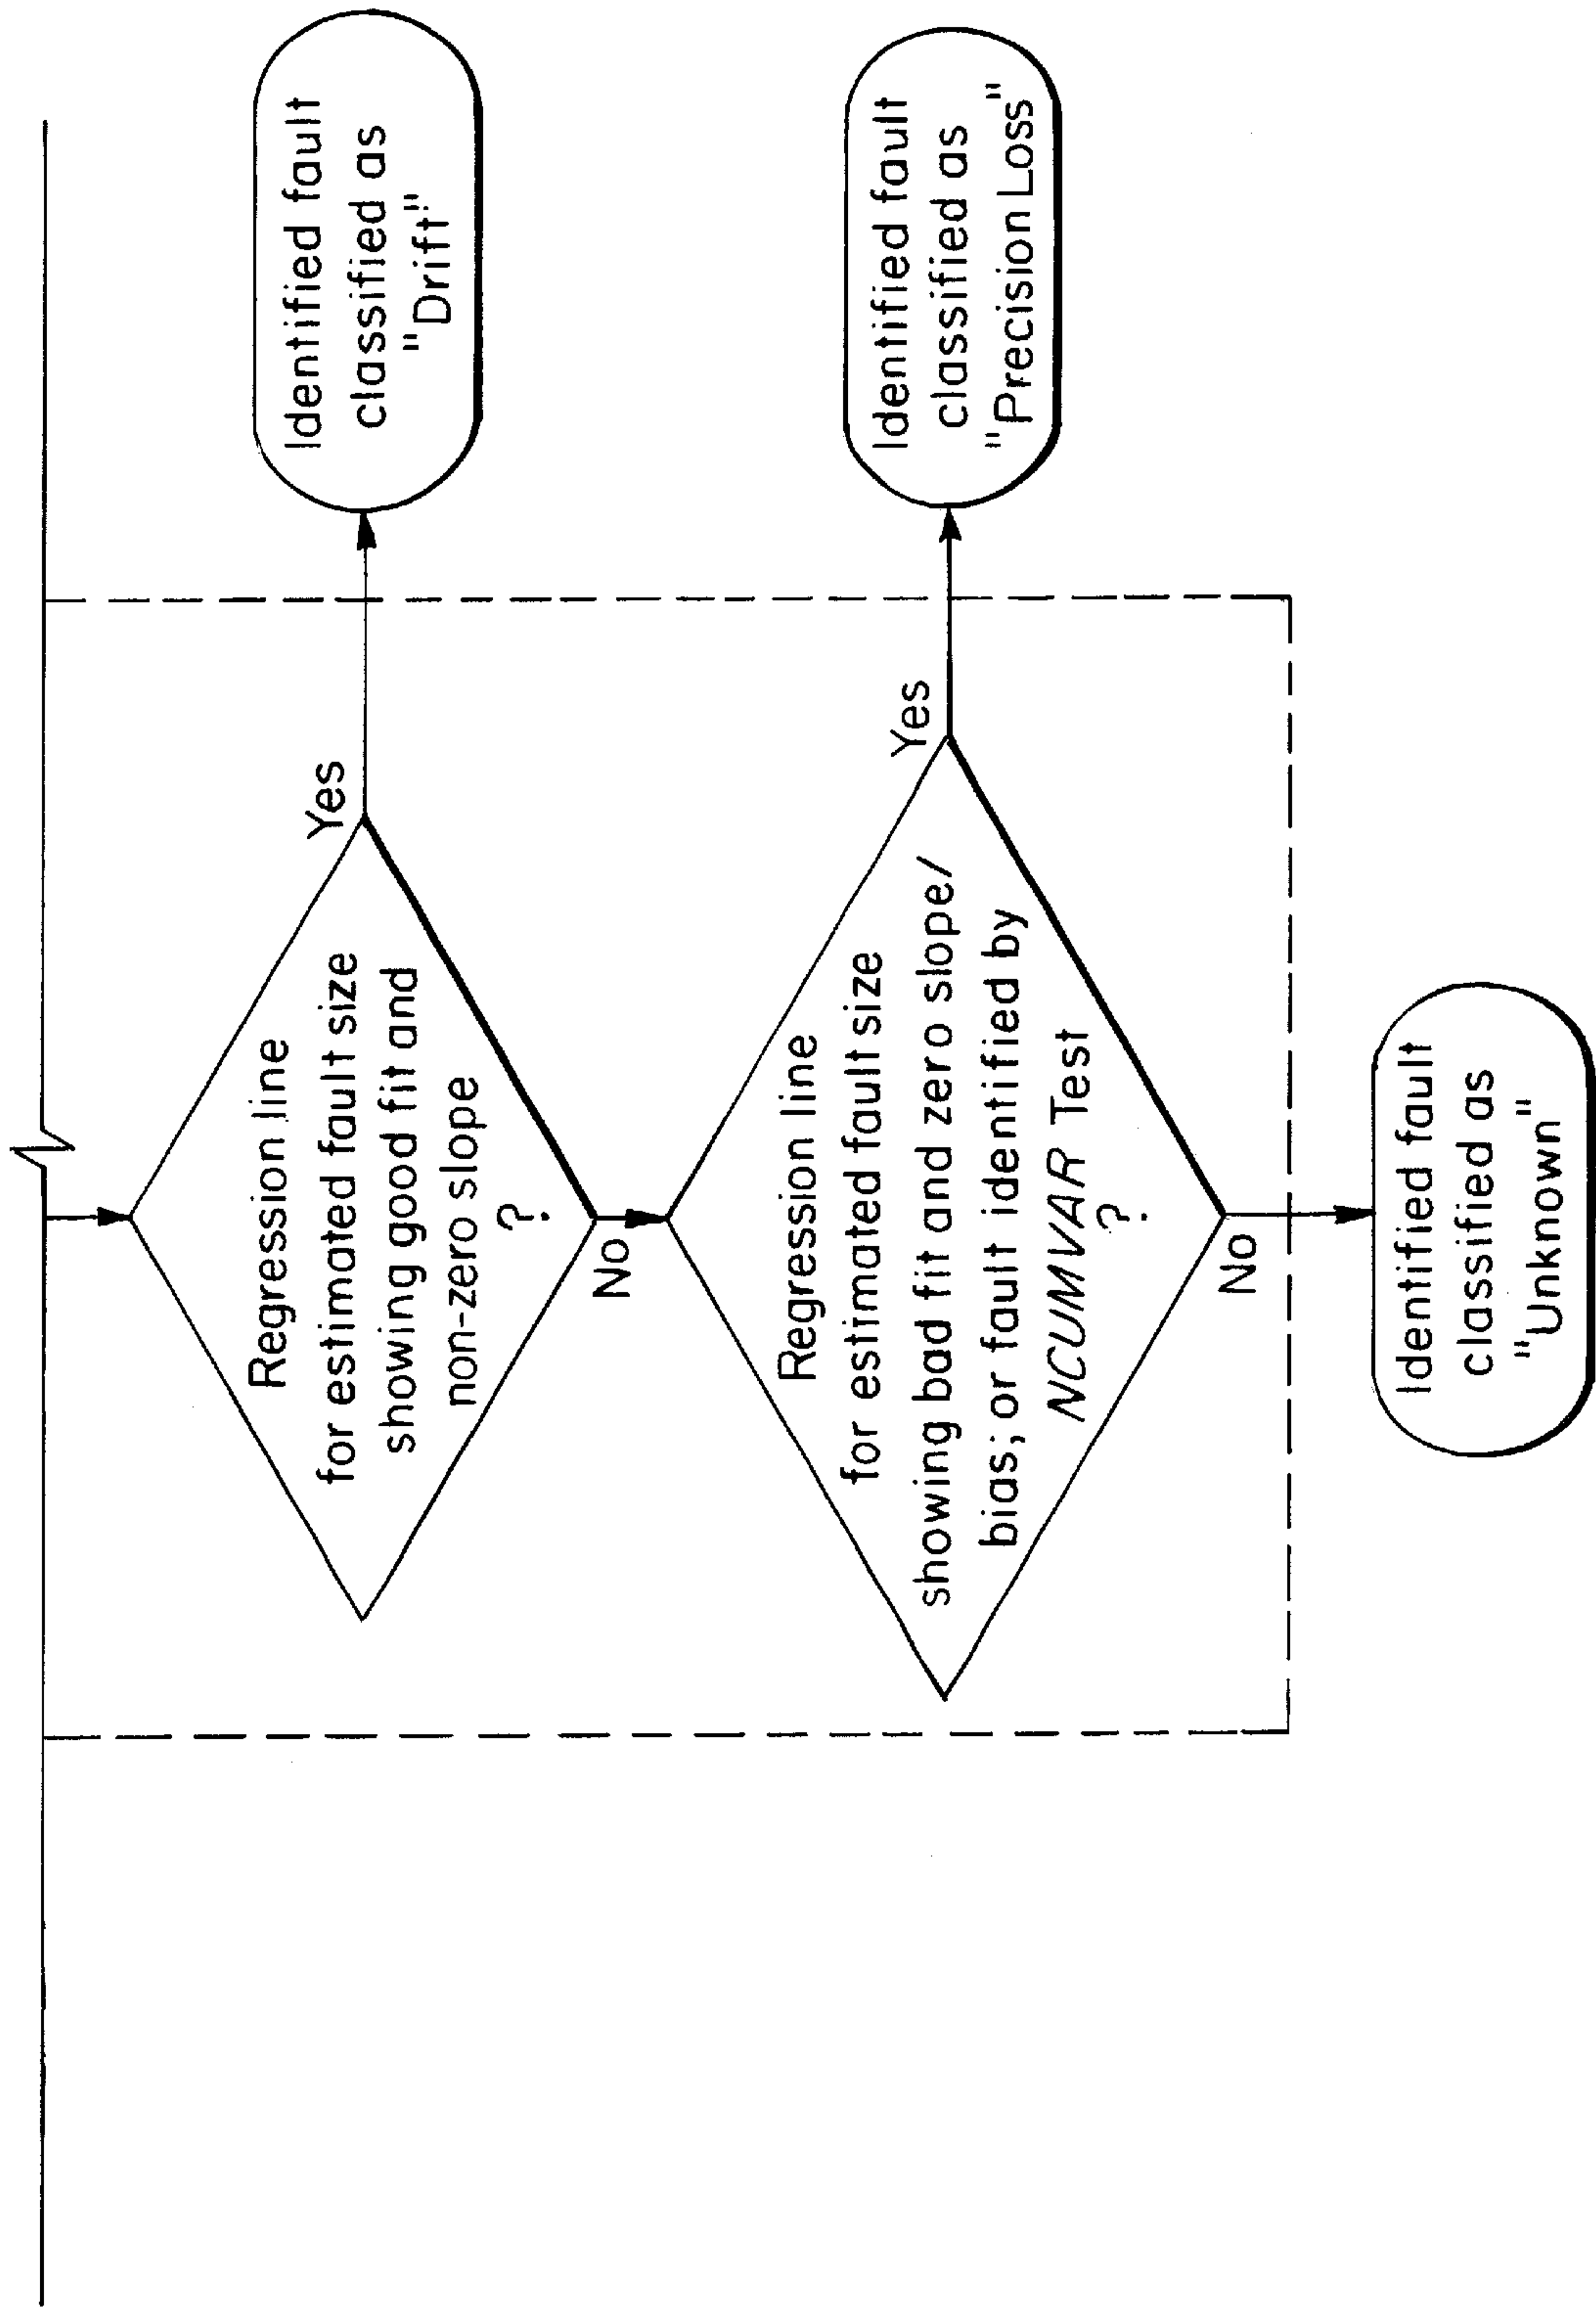 Regression line
for estimated fault size
showing good fit and
non-zero slope
?
Yes
Identified fault
classified as
"Drift"
No
Regression line
for estimated fault size
showing bad fit and zero slope/
bias; or fault identified by
NCUMVAR Test
?
Yes
Identified fault
classified as
"Precision Loss"
No
Identified fault
classified as
"Unknown"